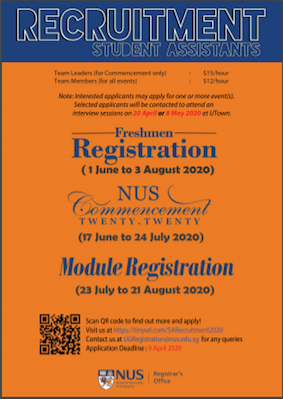 RECRUITMENT
STUDENT ASSISTANTS
Team Leaders (for Commencement only) : $15/hour
Team Members (for all events) : $12/hour
Note: Interested applicants may apply for one or more event(s).
Selected applicants will be contacted to attend an
interview sessions on 20 April or 8 May 2020 at UTown.
Freshmen
Registration
( 1 June to 3 August 2020)
NUS
Commencement
TWENTY.TWENTY
(17 June to 24 July 2020)
Module Registration
(23 July to 21 August 2020)
Scan QR code to find out more and apply!
Visit us at https://tinyurl.com/SARecruitment2020
Contact us at UGRegistration@nus.edu.sg for any queries
Application Deadline : 9 April 2020
NUS
National University
of Singapore
Registrar's
Office